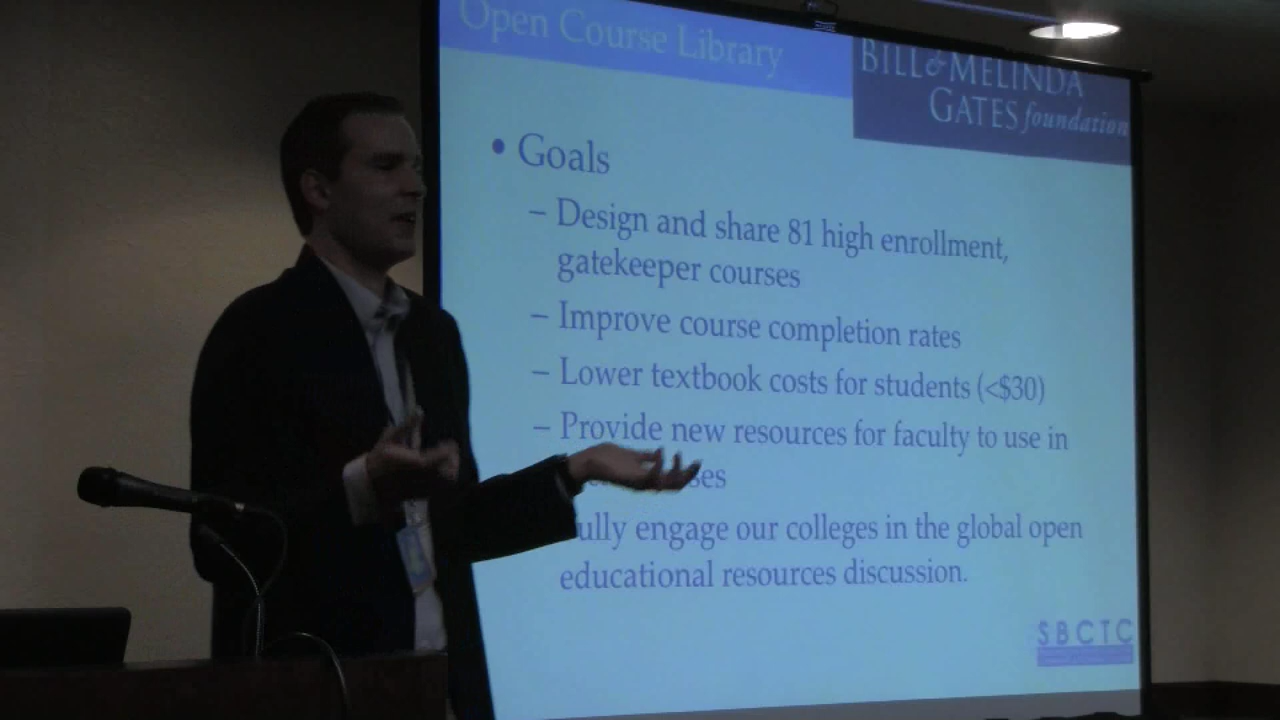 Open Course Library
BILL & MELINDA
GATES foundation
• Goals
– Design and share 81 high enrollment,
gatekeeper courses
– Improve course completion rates
– Lower textbook costs for students (<$30)
– Provide new resources for faculty to use in
ully engage our colleges in the global open
educational resources discussion.
SBCTC